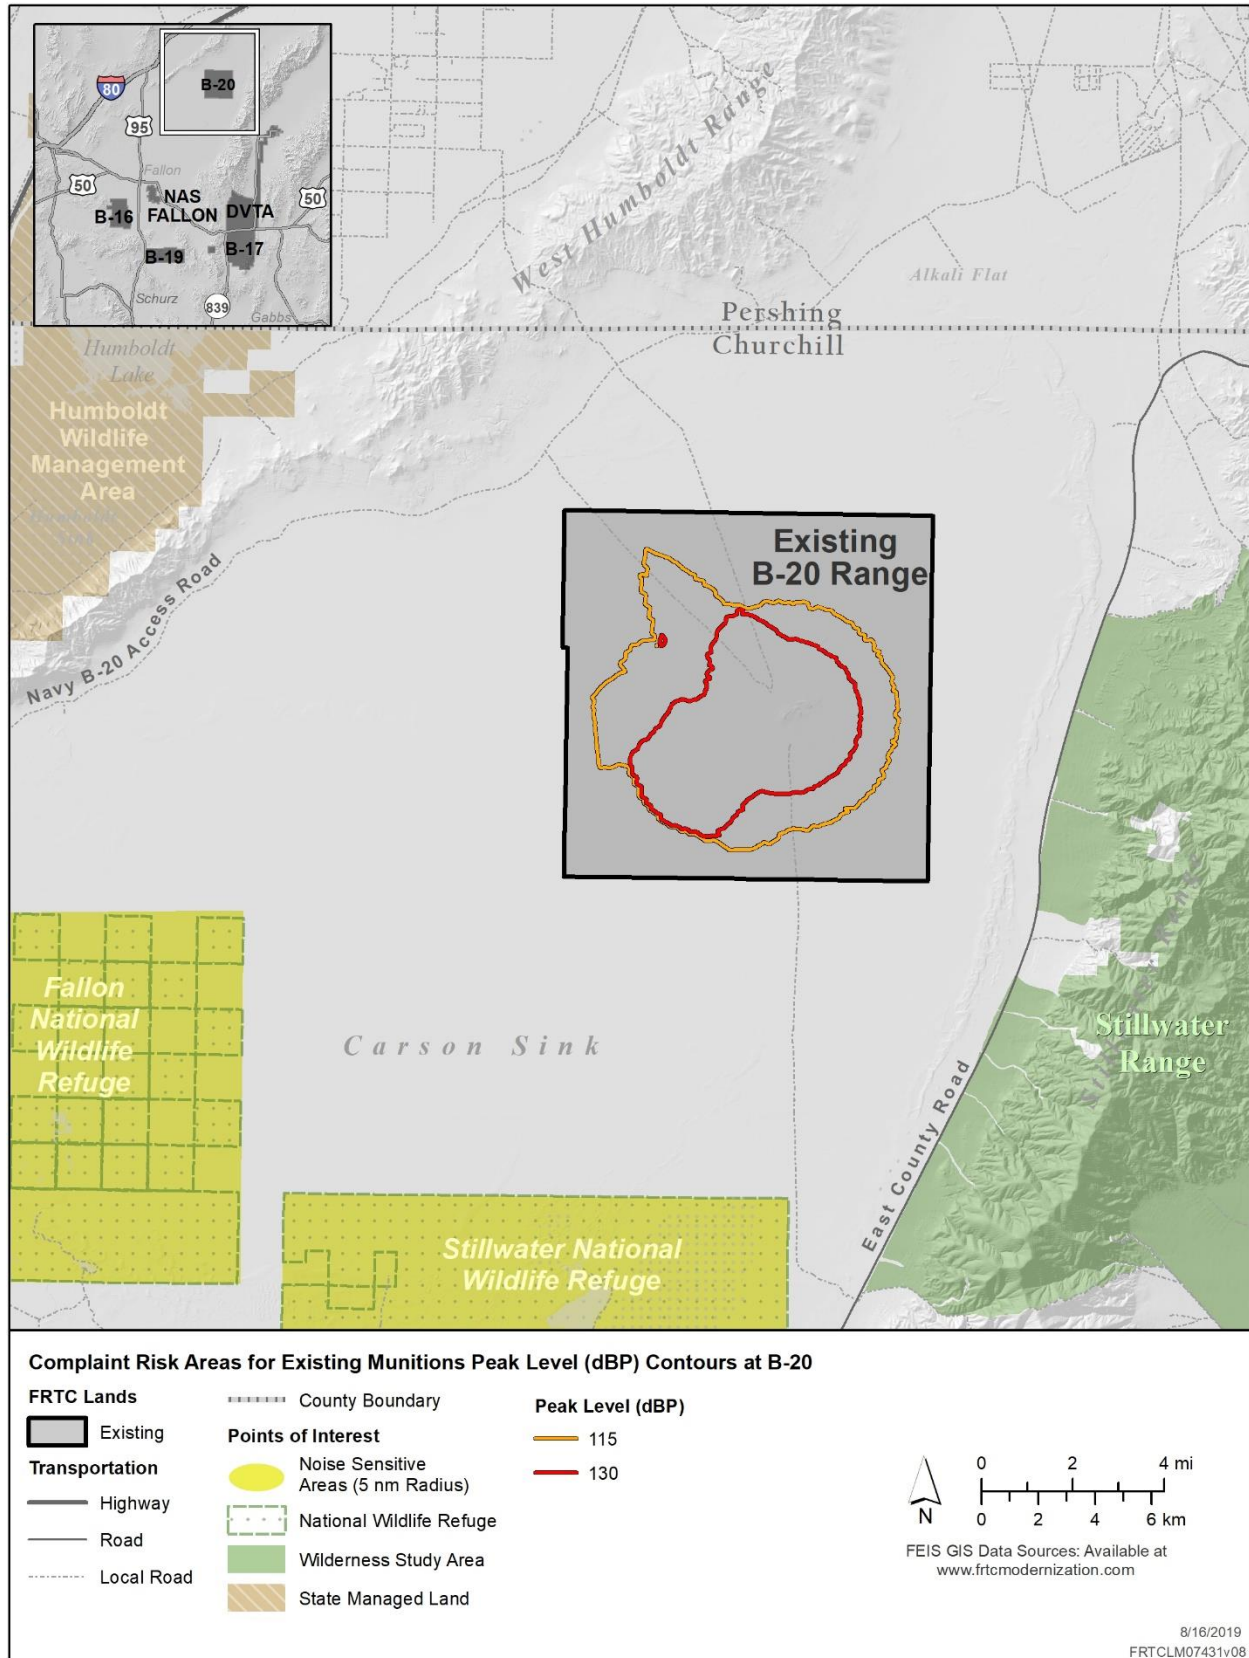 80
B-20
95
Fallon
50
NAS
FALLON
DVTA
50
B-16
B-19
B-17
Schurz
839
Gabbs
West Humboldt Range
Alkali Flat
Pershing
Churchill
Humboldt
Lake
Humboldt
Wildlife
Management
Area
Humboldt
Sink
Navy B-20 Access Road
Existing
B-20 Range
Fallon
National
Wildlife
Refuge
Carson Sink
Stillwater Range
Stillwater
Range
East County Road
Stillwater National
Wildlife Refuge
Complaint Risk Areas for Existing Munitions Peak Level (dBP) Contours at B-20
FRTC Lands
Existing
Transportation
Highway
Road
Local Road
County Boundary
Points of Interest
Noise Sensitive
Areas (5 nm Radius)
National Wildlife Refuge
Wilderness Study Area
State Managed Land
Peak Level (dBP)
115
130
N
0 2 4 mi
0 2 4 6 km
FEIS GIS Data Sources: Available at
www.frtcmodernization.com
8/16/2019
FRTCLM07431v08